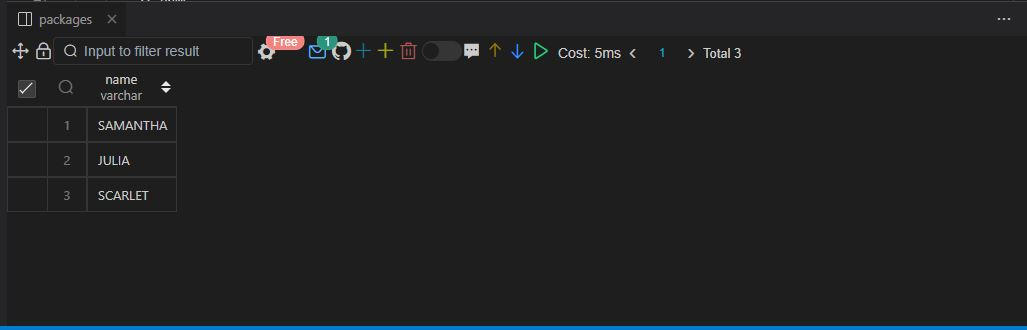 packages
Input to filter result
Free
1
Cost: 5ms
1
Total 3
name
varchar
1 SAMANTHA
2 JULIA
3 SCARLET